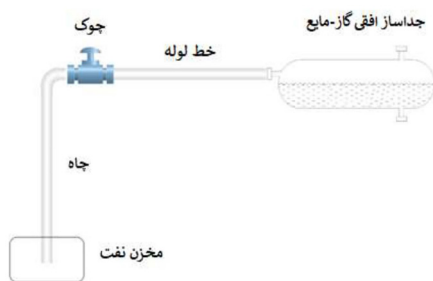 جداساز افقی گاز-مایع
چوک
خط لوله
چاه
مخزن نفت